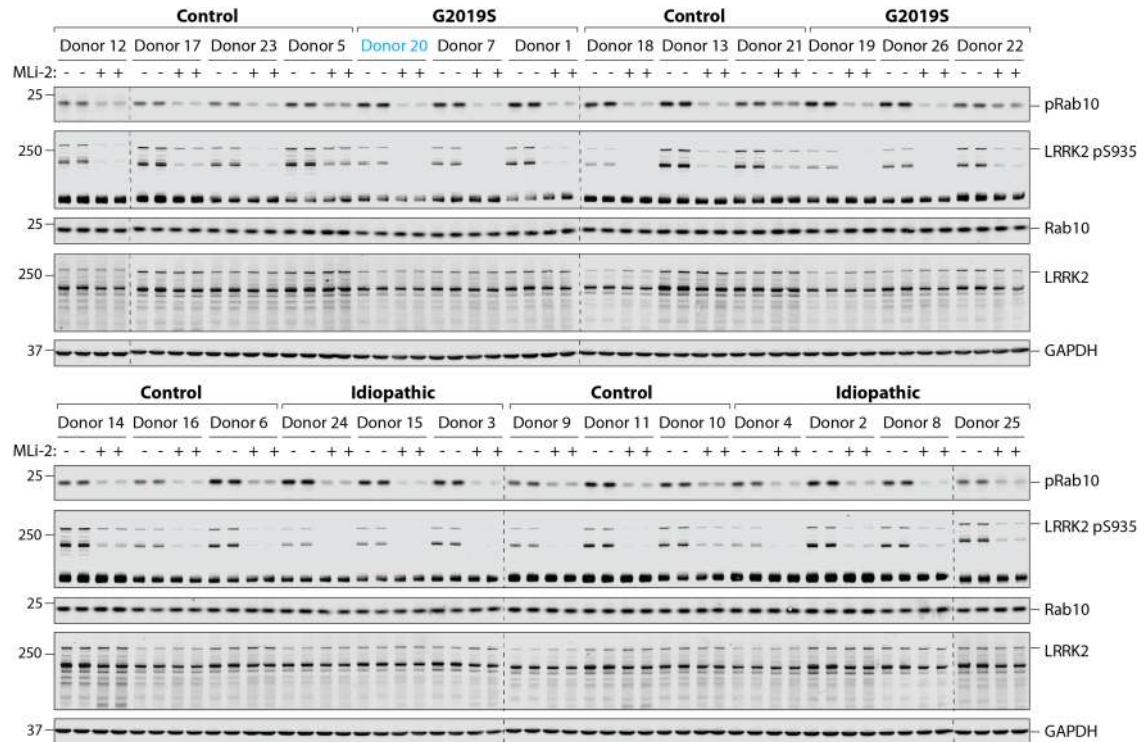 Control G2019S Control G2019S
Donor 12 Donor 17 Donor 23 Donor 5 Donor 20 Donor 7 Donor 1 Donor 18 Donor 13 Donor 21 Donor 19 Donor 26 Donor 22
MLi-2: - - + + - - + + - - + + - - + + - - + + - - + + - - + + - - + + - - + + - - + + - - + + - - + + - - + +
25 pRab10
250 LRRK2 pS935
25 Rab10
250 LRRK2
37 GAPDH
Control Idiopathic Control Idiopathic
Donor 14 Donor 16 Donor 6 Donor 24 Donor 15 Donor 3 Donor 9 Donor 11 Donor 10 Donor 4 Donor 2 Donor 8 Donor 25
MLi-2: - - + + - - + + - - + + - - + + - - + + - - + + - - + + - - + + - - + + - - + + - - + + - - + + - - + +
25 pRab10
250 LRRK2 pS935
25 Rab10
250 LRRK2
37 GAPDH